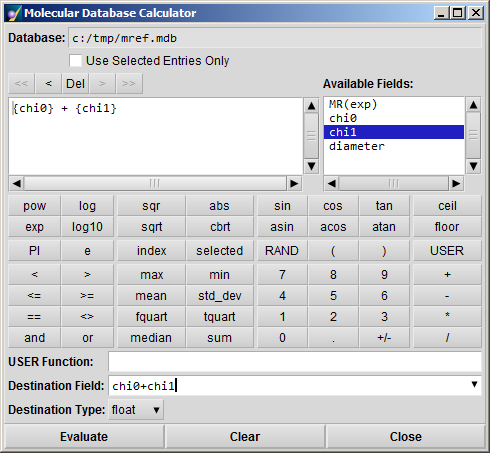 Molecular Database Calculator
Database: c:/tmp/mref.mdb
Use Selected Entries Only
<< < Del > >>
Available Fields:
{chi0} + {chi1}
MR(exp)
chi0
chi1
diameter
pow log sqr abs sin cos tan ceil
exp log10 sqrt cbrt asin acos atan floor
PI e index selected RAND ( ) USER
< > max min 7 8 9 +
<= >= mean std_dev 4 5 6 -
== <> fquart tquart 1 2 3 *
and or median sum 0 . +/- /
USER Function:
Destination Field: chi0+chi1
Destination Type: float
Evaluate Clear Close